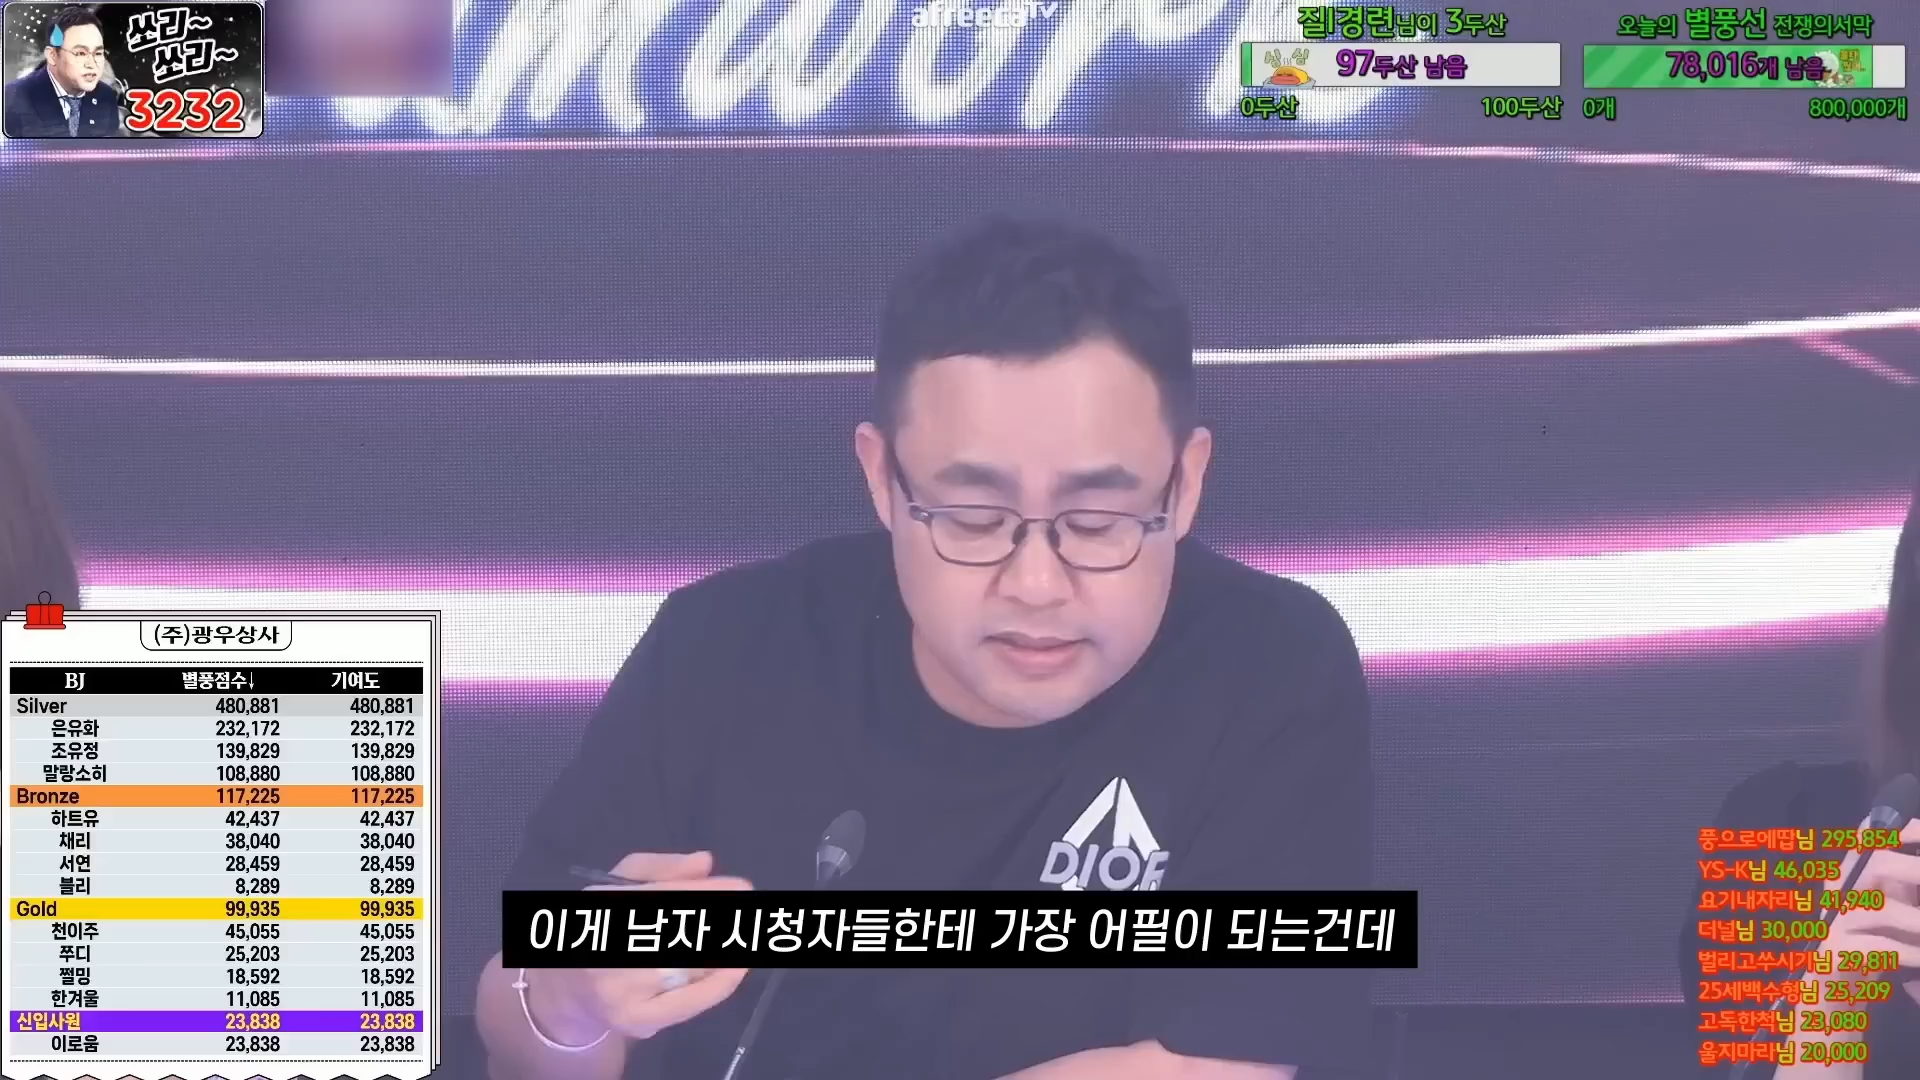 쏘리~
쏘리~
3232
afreecaTV
질I경련님이 3두산
97두산 남음
0두산 100두산
오늘의 별풍선 전쟁의서막
78,016개 남음
0개 800,000개
(주)광우상사
BJ 별풍점수↓ 기여도
Silver 480,881 480,881
은유화 232,172 232,172
조유정 139,829 139,829
말랑소히 108,880 108,880
Bronze 117,225 117,225
하트유 42,437 42,437
채리 38,040 38,040
서연 28,459 28,459
블리 8,289 8,289
Gold 99,935 99,935
천이주 45,055 45,055
쭈디 25,203 25,203
쩔밍 18,592 18,592
한겨울 11,085 11,085
신입사원 23,838 23,838
이로움 23,838 23,838
DIOR
이게 남자 시청자들한테 가장 어필이 되는건데
풍으로에땁님 295,854
YS-K님 46,035
요기내자리님 41,940
더널님 30,000
벌리고쑤시기님 29,811
25세백수형님 25,209
고독한척님 23,080
울지마라님 20,000